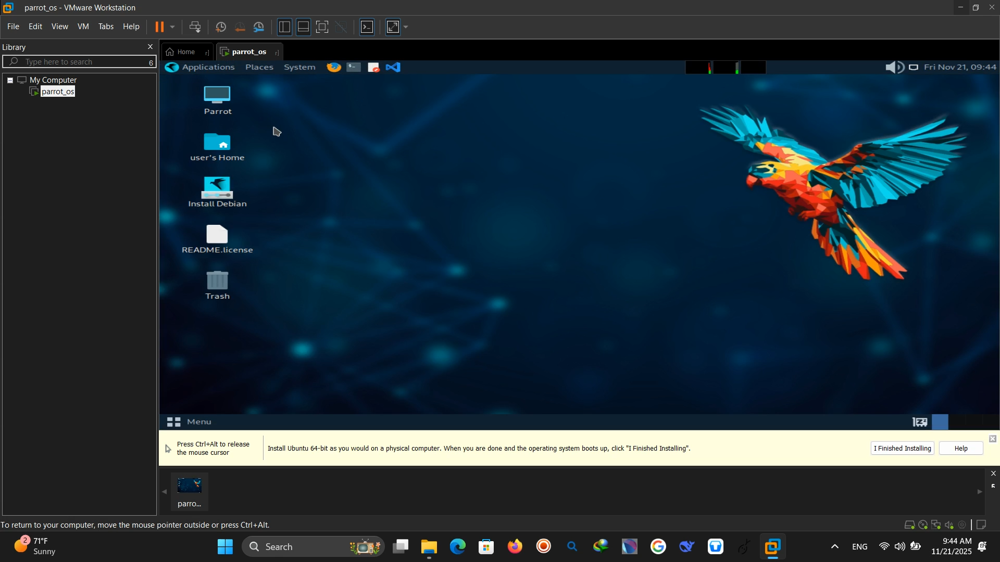 parrot_os - VMware Workstation
File Edit View VM Tabs Help
Library
Type here to search
6
My Computer
parrot_os
Home
parrot_os
Applications Places System
Fri Nov 21, 09:44
Parrot
user's Home
Install Debian
README.license
Trash
Menu
Press Ctrl+Alt to release
the mouse cursor
Install Ubuntu 64-bit as you would on a physical computer. When you are done and the operating system boots up, click "I Finished Installing".
I Finished Installing
Help
parro...
To return to your computer, move the mouse pointer outside or press Ctrl+Alt.
2
71°F
Sunny
Search
ENG
9:44 AM
11/21/2025